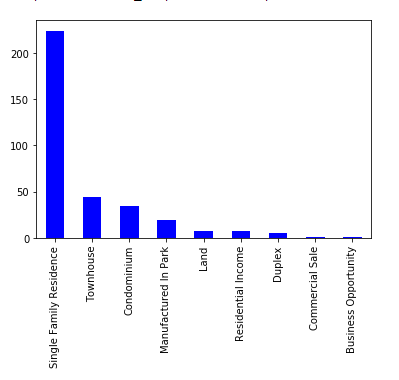 200
150
100
50
0
Single Family Residence
Townhouse
Condominium
Manufactured In Park
Land
Residential Income
Duplex
Commercial Sale
Business Opportunity